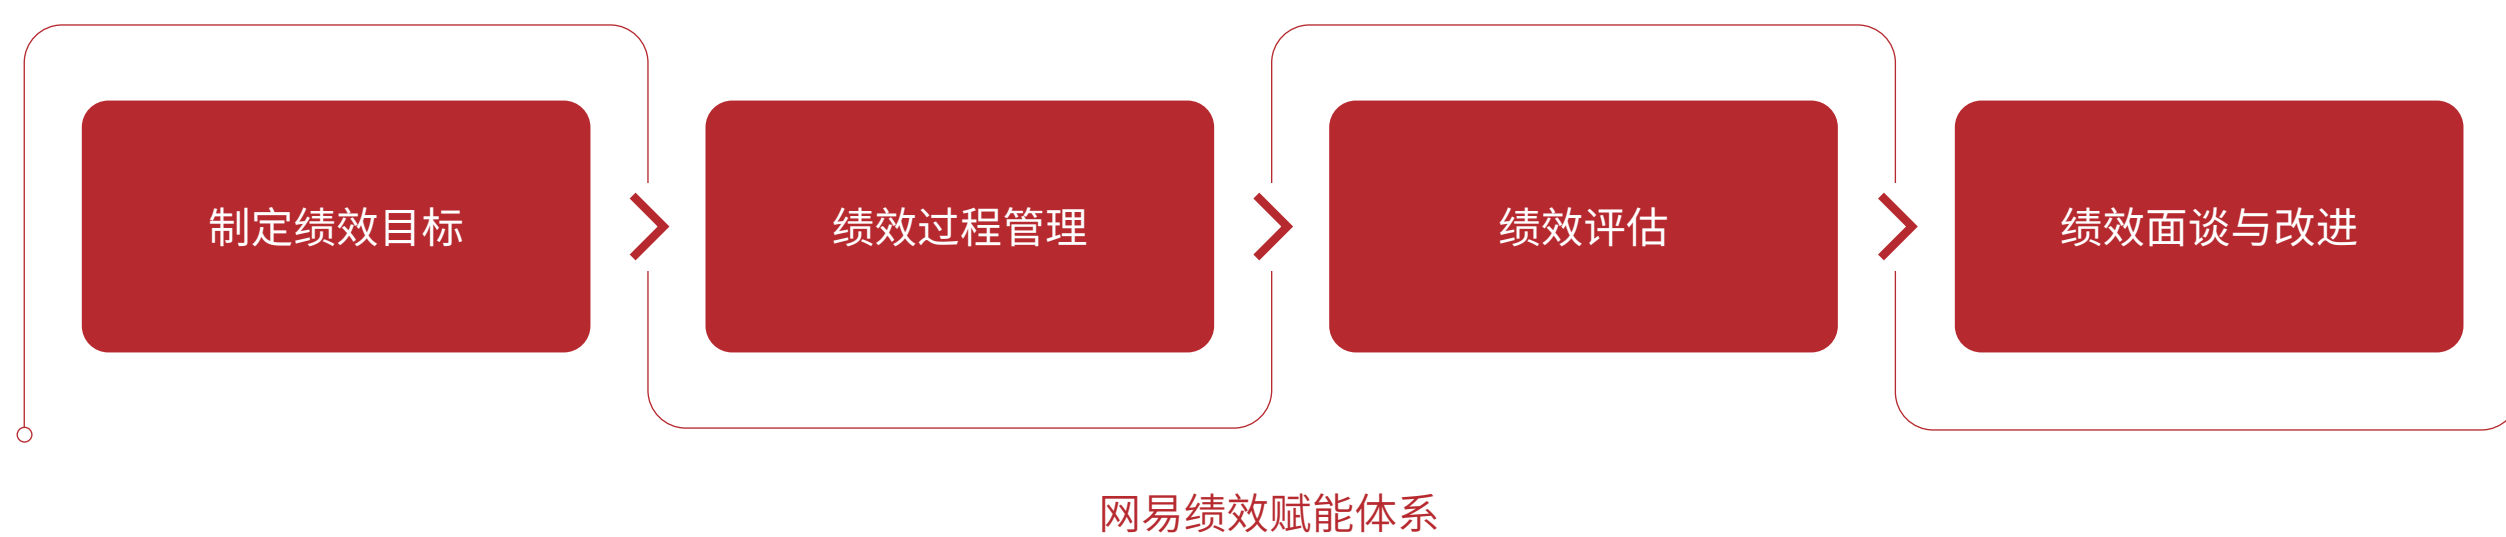 制定绩效目标
绩效过程管理
绩效评估
绩效面谈与改进
网易绩效赋能体系